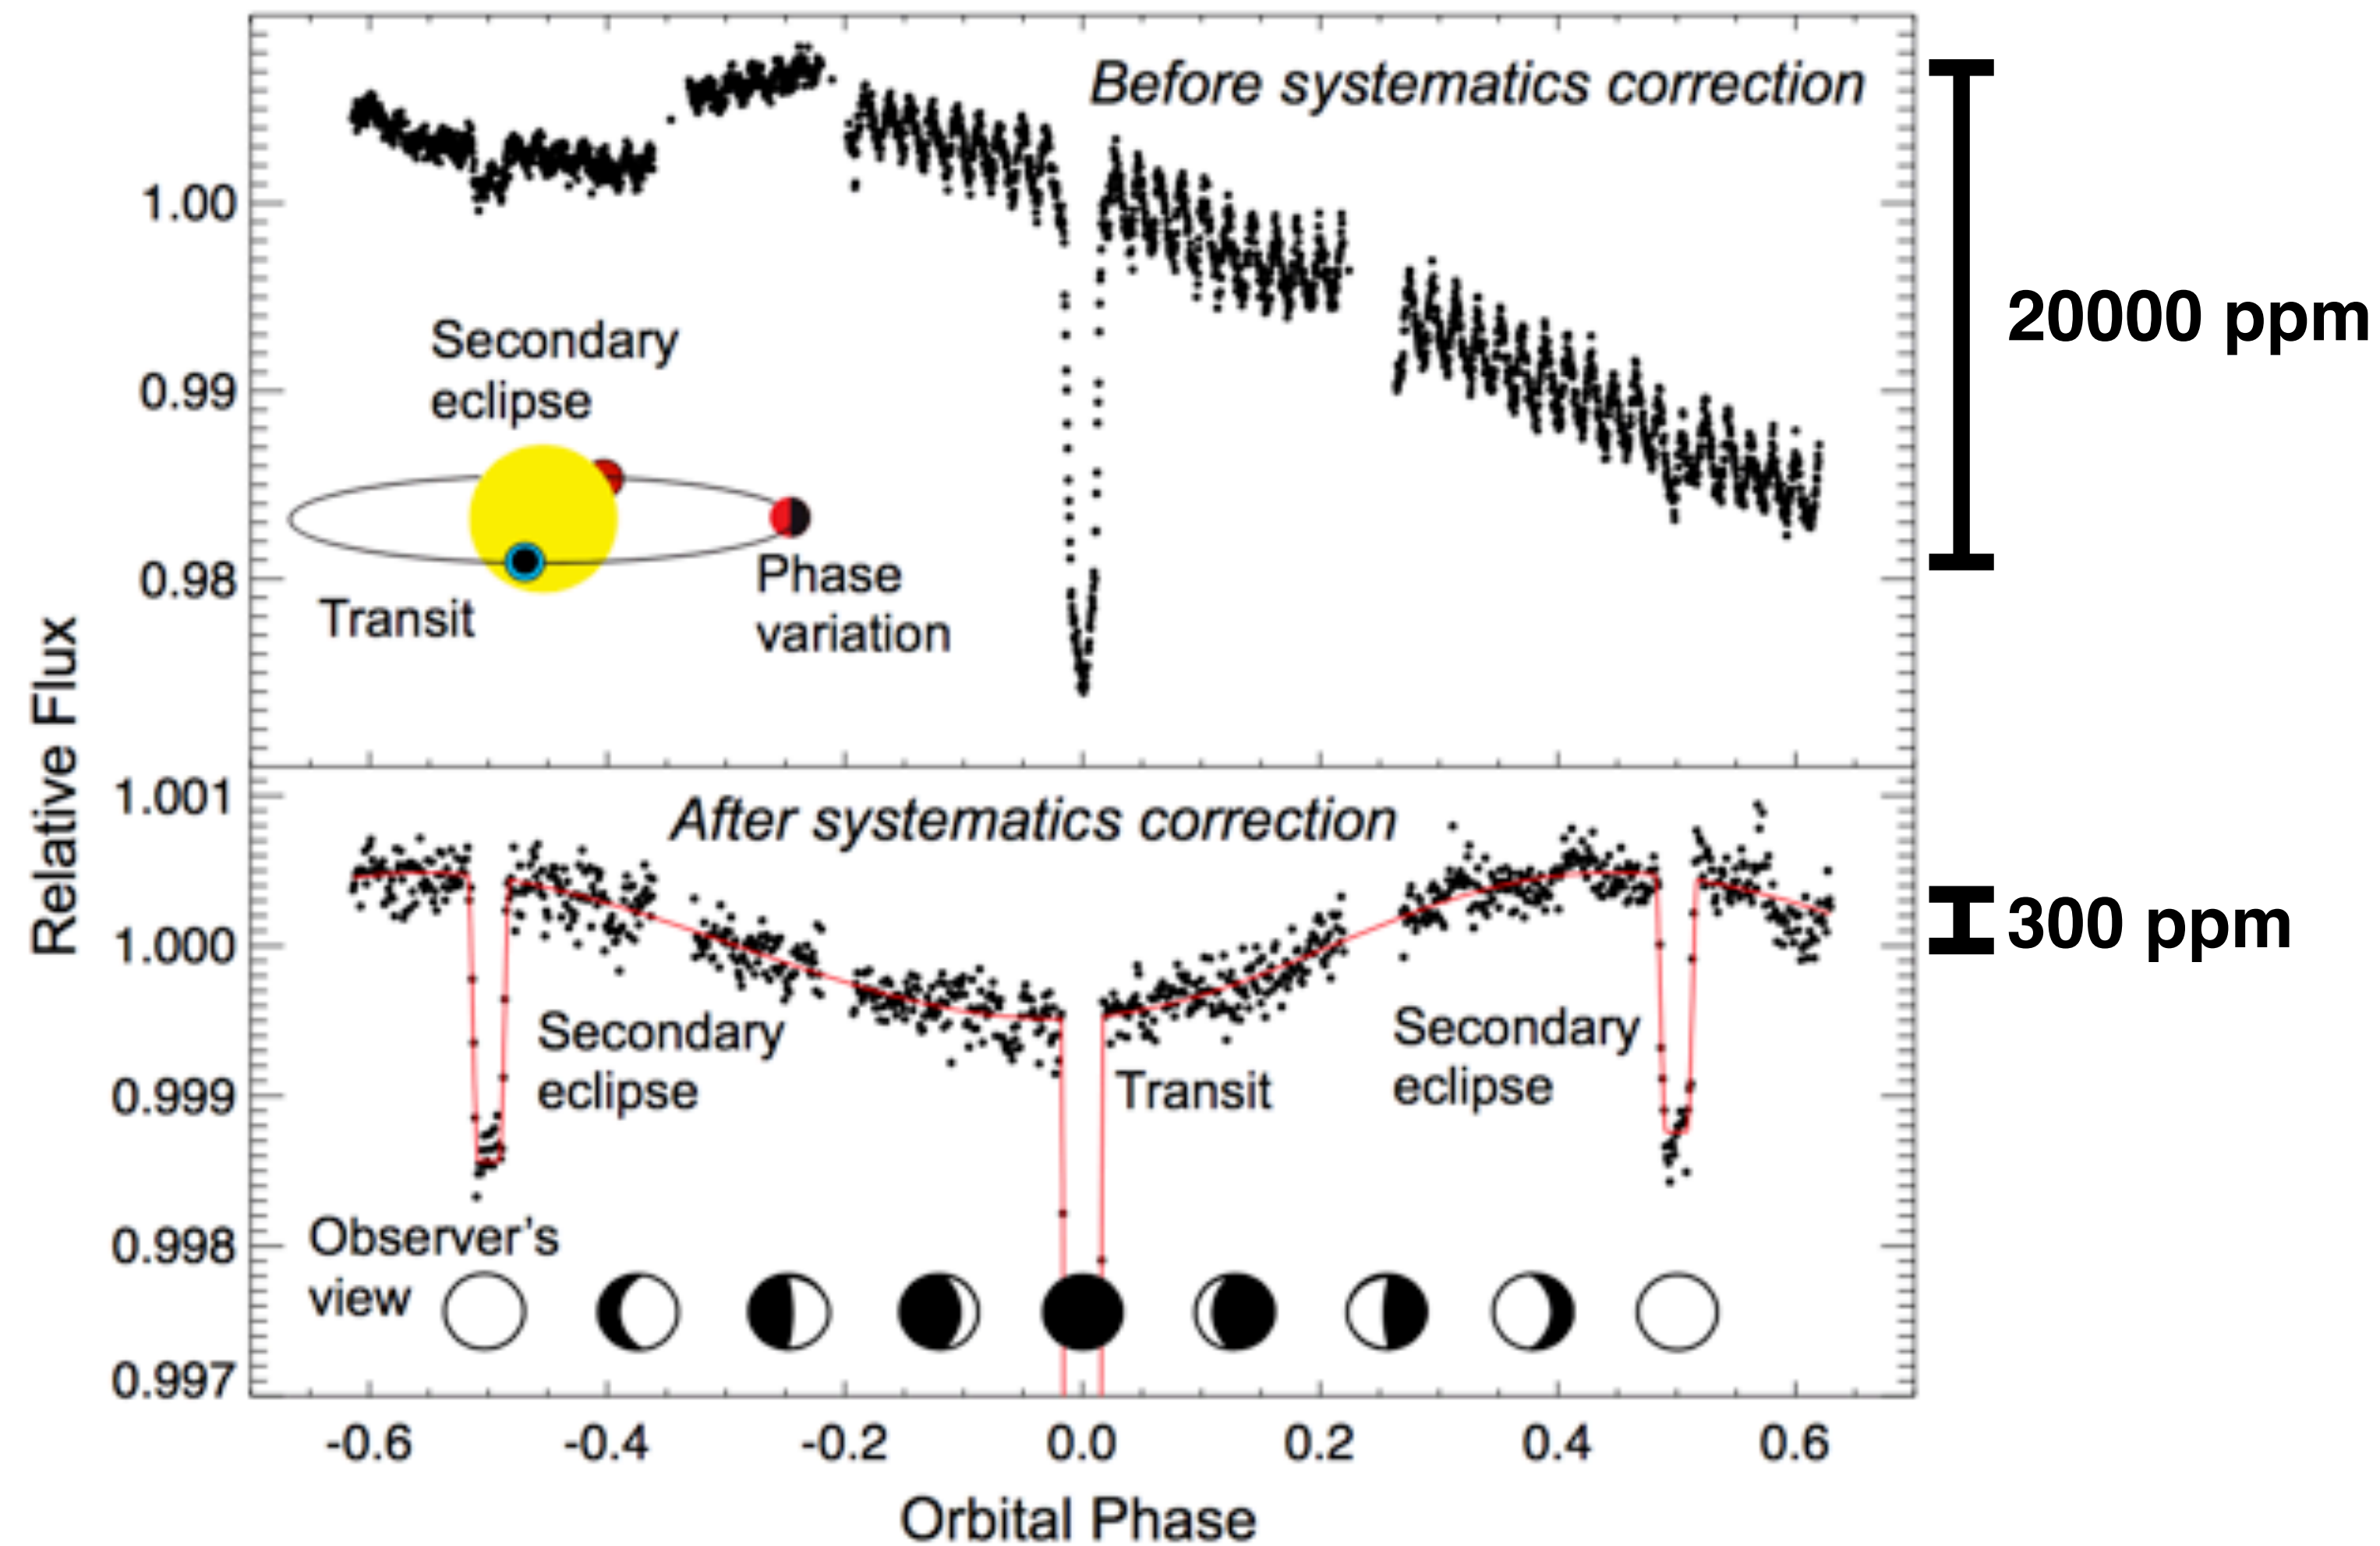 Before systematics correction
20000 ppm
1.00
0.99
0.98
Secondary
eclipse
Transit
Phase
variation
Relative Flux
After systematics correction
300 ppm
1.001
1.000
0.999
0.998
0.997
Secondary
eclipse
Transit
Secondary
eclipse
Observer's
view
-0.6 -0.4 -0.2 0.0 0.2 0.4 0.6
Orbital Phase